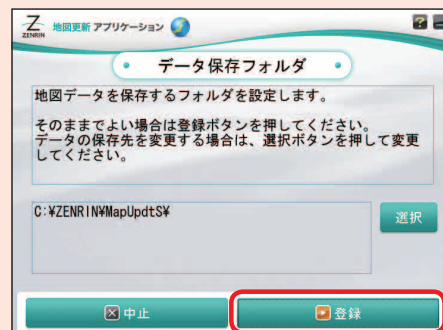 Z ZENRIN 地図更新 アプリケーション ?
データ保存フォルダ
地図データを保存するフォルダを設定します。
そのままでよい場合は登録ボタンを押してください。
データの保存先を変更する場合は、選択ボタンを押して変更
してください。
C:¥ZENRIN¥MapUpdtS¥
選択
中止
登録